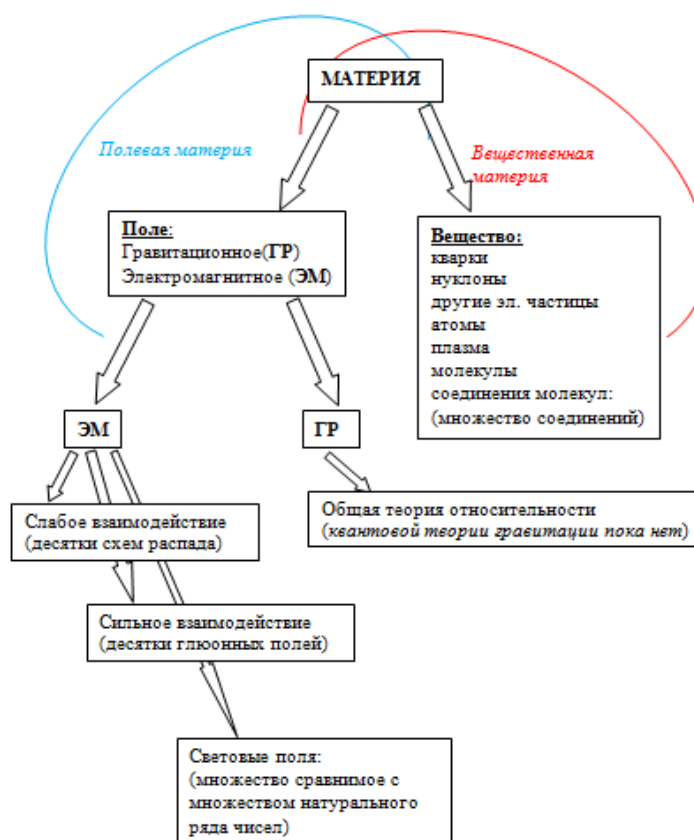 МАТЕРИЯ
Полевая материя
Вещественная
материя
Поле:
Гравитационное(ГР)
Электромагнитное (ЭМ)
Вещество:
кварки
нуклоны
другие эл. частицы
атомы
плазма
молекулы
соединения молекул:
(множество соединений)
ЭМ
ГР
Слабое взаимодействие
(десятки схем распада)
Общая теория относительности
(квантовой теории гравитации пока нет)
Сильное взаимодействие
(десятки глюонных полей)
Световые поля:
(множество сравнимое с
множеством натурального
ряда чисел)